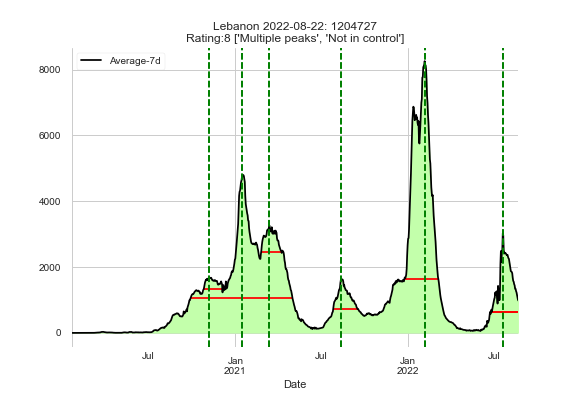 Lebanon 2022-08-22: 1204727
Rating:8 ['Multiple peaks', 'Not in control']
Average-7d
8000
6000
4000
2000
0
Jul
Jan
2021
Jul
Jan
2022
Jul
Date